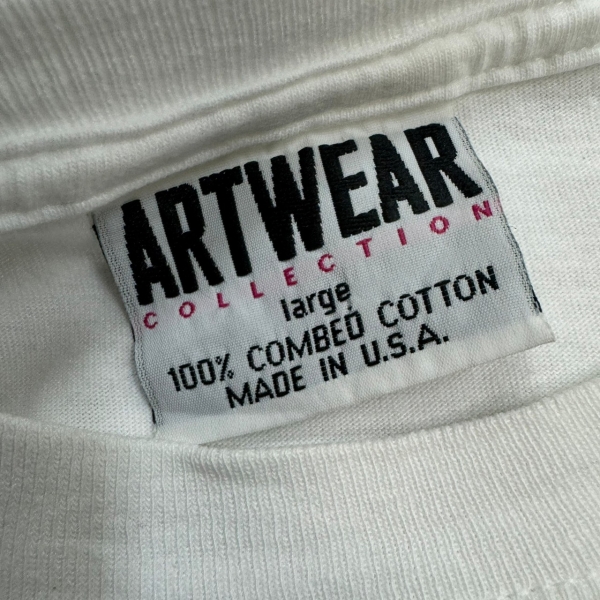 ARTWEAR
COLLECTION
large
100% COMBED COTTON
MADE IN U.S.A.